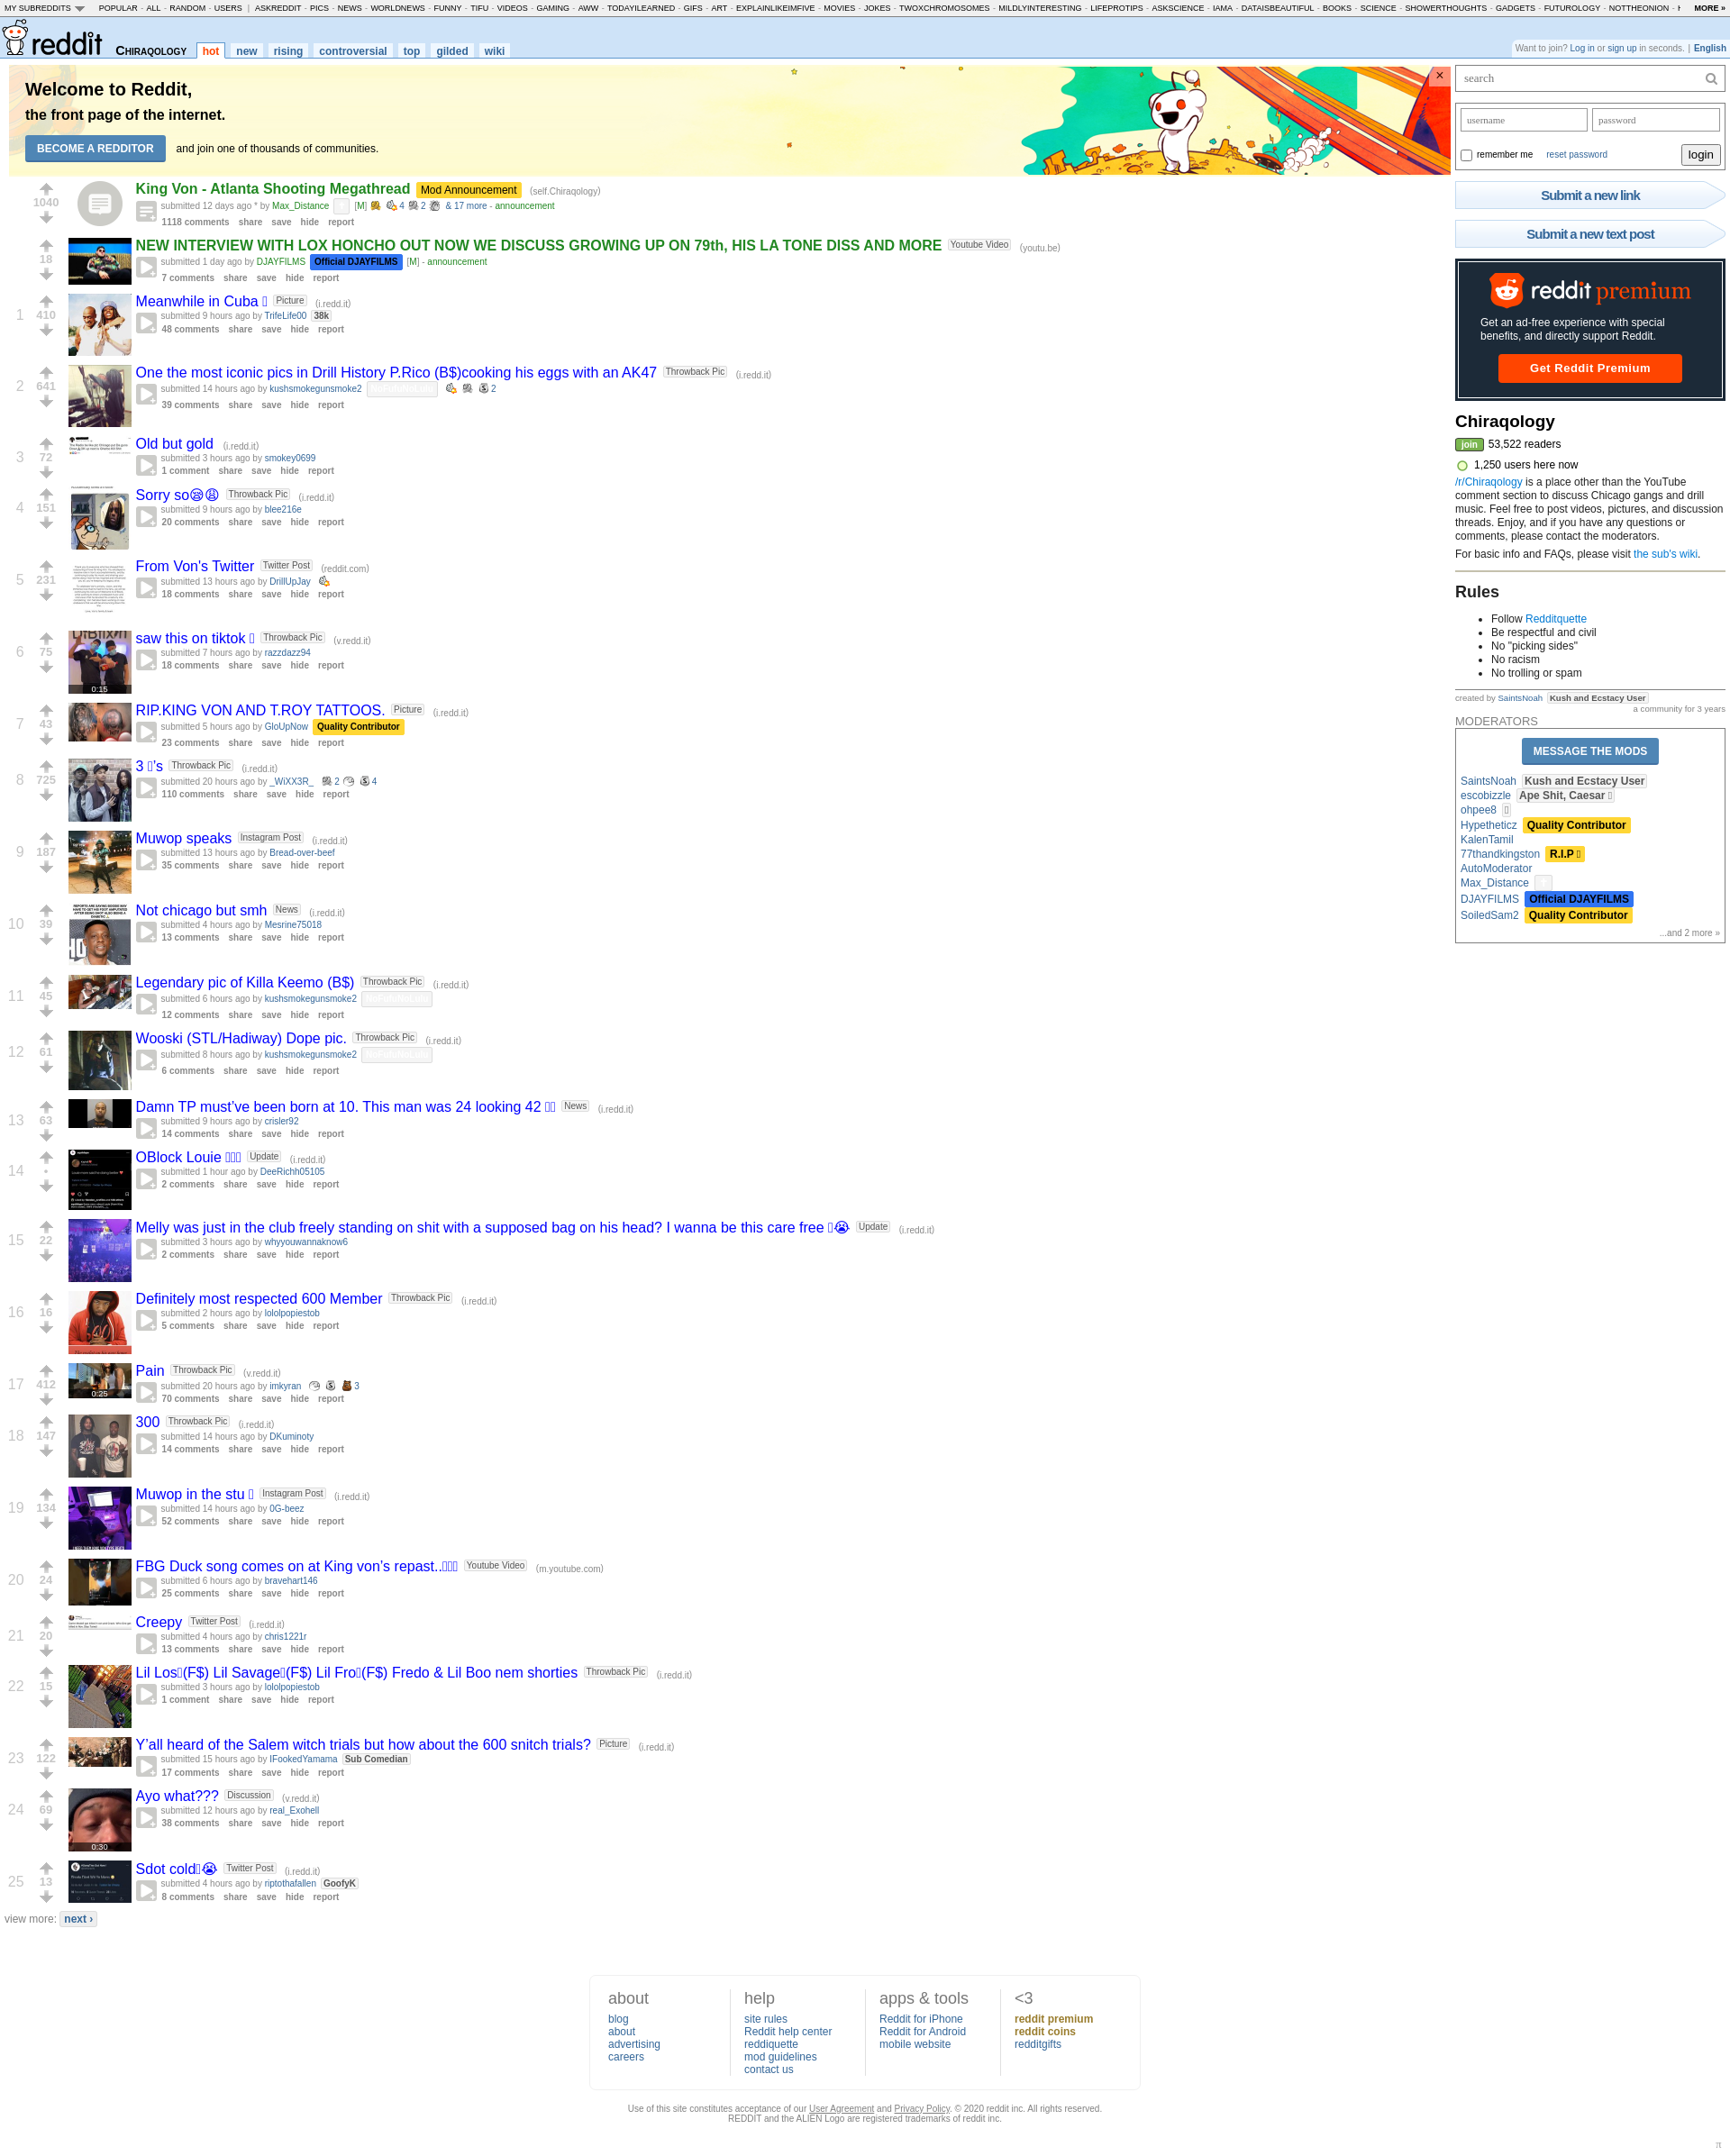 MY SUBREDDITS POPULAR - ALL - RANDOM - USERS | ASKREDDIT - PICS - NEWS - WORLDNEWS - FUNNY - TIFU - VIDEOS - GAMING - AWW - TODAYILEARNED - GIFS - ART - EXPLAINLIKEIMFIVE - MOVIES - JOKES - TWOXCHROMOSOMES - MILDLYINTERESTING - LIFEPROTIPS - ASKSCIENCE - IAMA - DATAISBEAUTIFUL - BOOKS - SCIENCE - SHOWERTHOUGHTS - GADGETS - FUTUROLOGY - NOTTHEONION - MORE »
reddit CHIRAQOLOGY hot new rising controversial top gilded wiki
Want to join? Log in or sign up in seconds. | English
Welcome to Reddit,
the front page of the internet.
BECOME A REDDITOR and join one of thousands of communities.
×
1040
King Von - Atlanta Shooting Megathread Mod Announcement (self.Chiraqology)
submitted 12 days ago * by Max_Distance [M] 4 2 & 17 more - announcement
1118 comments share save hide report
18
NEW INTERVIEW WITH LOX HONCHO OUT NOW WE DISCUSS GROWING UP ON 79th, HIS LA TONE DISS AND MORE Youtube Video (youtu.be)
submitted 1 day ago by DJAYFILMS Official DJAYFILMS [M] - announcement
7 comments share save hide report
1 410
Meanwhile in Cuba Picture (i.redd.it)
submitted 9 hours ago by TrifeLife00 38k
48 comments share save hide report
2 641
One the most iconic pics in Drill History P.Rico (B$)cooking his eggs with an AK47 Throwback Pic (i.redd.it)
submitted 14 hours ago by kushsmokegunsmoke2 2
39 comments share save hide report
3 72
Old but gold (i.redd.it)
submitted 3 hours ago by smokey0699
1 comment share save hide report
4 151
Sorry so😪😩 Throwback Pic (i.redd.it)
submitted 9 hours ago by blee216e
20 comments share save hide report
5 231
From Von's Twitter Twitter Post (reddit.com)
submitted 13 hours ago by DrillUpJay
18 comments share save hide report
6 75
saw this on tiktok Throwback Pic (v.redd.it)
submitted 7 hours ago by razzdazz94
18 comments share save hide report
0:15
7 43
RIP.KING VON AND T.ROY TATTOOS. Picture (i.redd.it)
submitted 5 hours ago by GloUpNow Quality Contributor
23 comments share save hide report
8 725
3 's Throwback Pic (i.redd.it)
submitted 20 hours ago by _WiXX3R_ 2 4
110 comments share save hide report
9 187
Muwop speaks Instagram Post (i.redd.it)
submitted 13 hours ago by Bread-over-beef
35 comments share save hide report
10 39
Not chicago but smh News (i.redd.it)
submitted 4 hours ago by Mesrine75018
13 comments share save hide report
11 45
Legendary pic of Killa Keemo (B$) Throwback Pic (i.redd.it)
submitted 6 hours ago by kushsmokegunsmoke2
12 comments share save hide report
12 61
Wooski (STL/Hadiway) Dope pic. Throwback Pic (i.redd.it)
submitted 8 hours ago by kushsmokegunsmoke2
6 comments share save hide report
13 63
Damn TP must’ve been born at 10. This man was 24 looking 42 News (i.redd.it)
submitted 9 hours ago by crisler92
14 comments share save hide report
14 •
OBlock Louie Update (i.redd.it)
submitted 1 hour ago by DeeRichh05105
2 comments share save hide report
15 22
Melly was just in the club freely standing on shit with a supposed bag on his head? I wanna be this care free 😭 Update (i.redd.it)
submitted 3 hours ago by whyyouwannaknow6
2 comments share save hide report
16 16
Definitely most respected 600 Member Throwback Pic (i.redd.it)
submitted 2 hours ago by lololpopiestob
5 comments share save hide report
17 412
Pain Throwback Pic (v.redd.it)
submitted 20 hours ago by imkyran 3
70 comments share save hide report
0:25
18 147
300 Throwback Pic (i.redd.it)
submitted 14 hours ago by DKuminoty
14 comments share save hide report
19 134
Muwop in the stu Instagram Post (i.redd.it)
submitted 14 hours ago by 0G-beez
52 comments share save hide report
20 24
FBG Duck song comes on at King von’s repast.. Youtube Video (m.youtube.com)
submitted 6 hours ago by bravehart146
25 comments share save hide report
21 20
Creepy Twitter Post (i.redd.it)
submitted 4 hours ago by chris1221r
13 comments share save hide report
22 15
Lil Los(F$) Lil Savage(F$) Lil Fro(F$) Fredo & Lil Boo nem shorties Throwback Pic (i.redd.it)
submitted 3 hours ago by lololpopiestob
1 comment share save hide report
23 122
Y’all heard of the Salem witch trials but how about the 600 snitch trials? Picture (i.redd.it)
submitted 15 hours ago by IFookedYamama Sub Comedian
17 comments share save hide report
24 69
Ayo what??? Discussion (v.redd.it)
submitted 12 hours ago by real_Exohell
38 comments share save hide report
0:30
25 13
Sdot cold😭 Twitter Post (i.redd.it)
submitted 4 hours ago by riptothafallen GoofyK
8 comments share save hide report
view more: next ›
search
username password
remember me reset password login
Submit a new link
Submit a new text post
reddit premium
Get an ad-free experience with special
benefits, and directly support Reddit.
Get Reddit Premium
Chiraqology
join 53,522 readers
1,250 users here now
/r/Chiraqology is a place other than the YouTube
comment section to discuss Chicago gangs and drill
music. Feel free to post videos, pictures, and discussion
threads. Enjoy, and if you have any questions or
comments, please contact the moderators.
For basic info and FAQs, please visit the sub's wiki.
Rules
Follow Redditquette
Be respectful and civil
No "picking sides"
No racism
No trolling or spam
created by SaintsNoah Kush and Ecstacy User
a community for 3 years
MODERATORS
MESSAGE THE MODS
SaintsNoah Kush and Ecstacy User
escobizzle Ape Shit, Caesar
ohpee8
Hypetheticz Quality Contributor
KalenTamil
77thandkingston R.I.P
AutoModerator
Max_Distance
DJAYFILMS Official DJAYFILMS
SoiledSam2 Quality Contributor
...and 2 more »
about
blog
about
advertising
careers
help
site rules
Reddit help center
reddiquette
mod guidelines
contact us
apps & tools
Reddit for iPhone
Reddit for Android
mobile website
<3
reddit premium
reddit coins
redditgifts
Use of this site constitutes acceptance of our User Agreement and Privacy Policy. © 2020 reddit inc. All rights reserved.
REDDIT and the ALIEN Logo are registered trademarks of reddit inc.